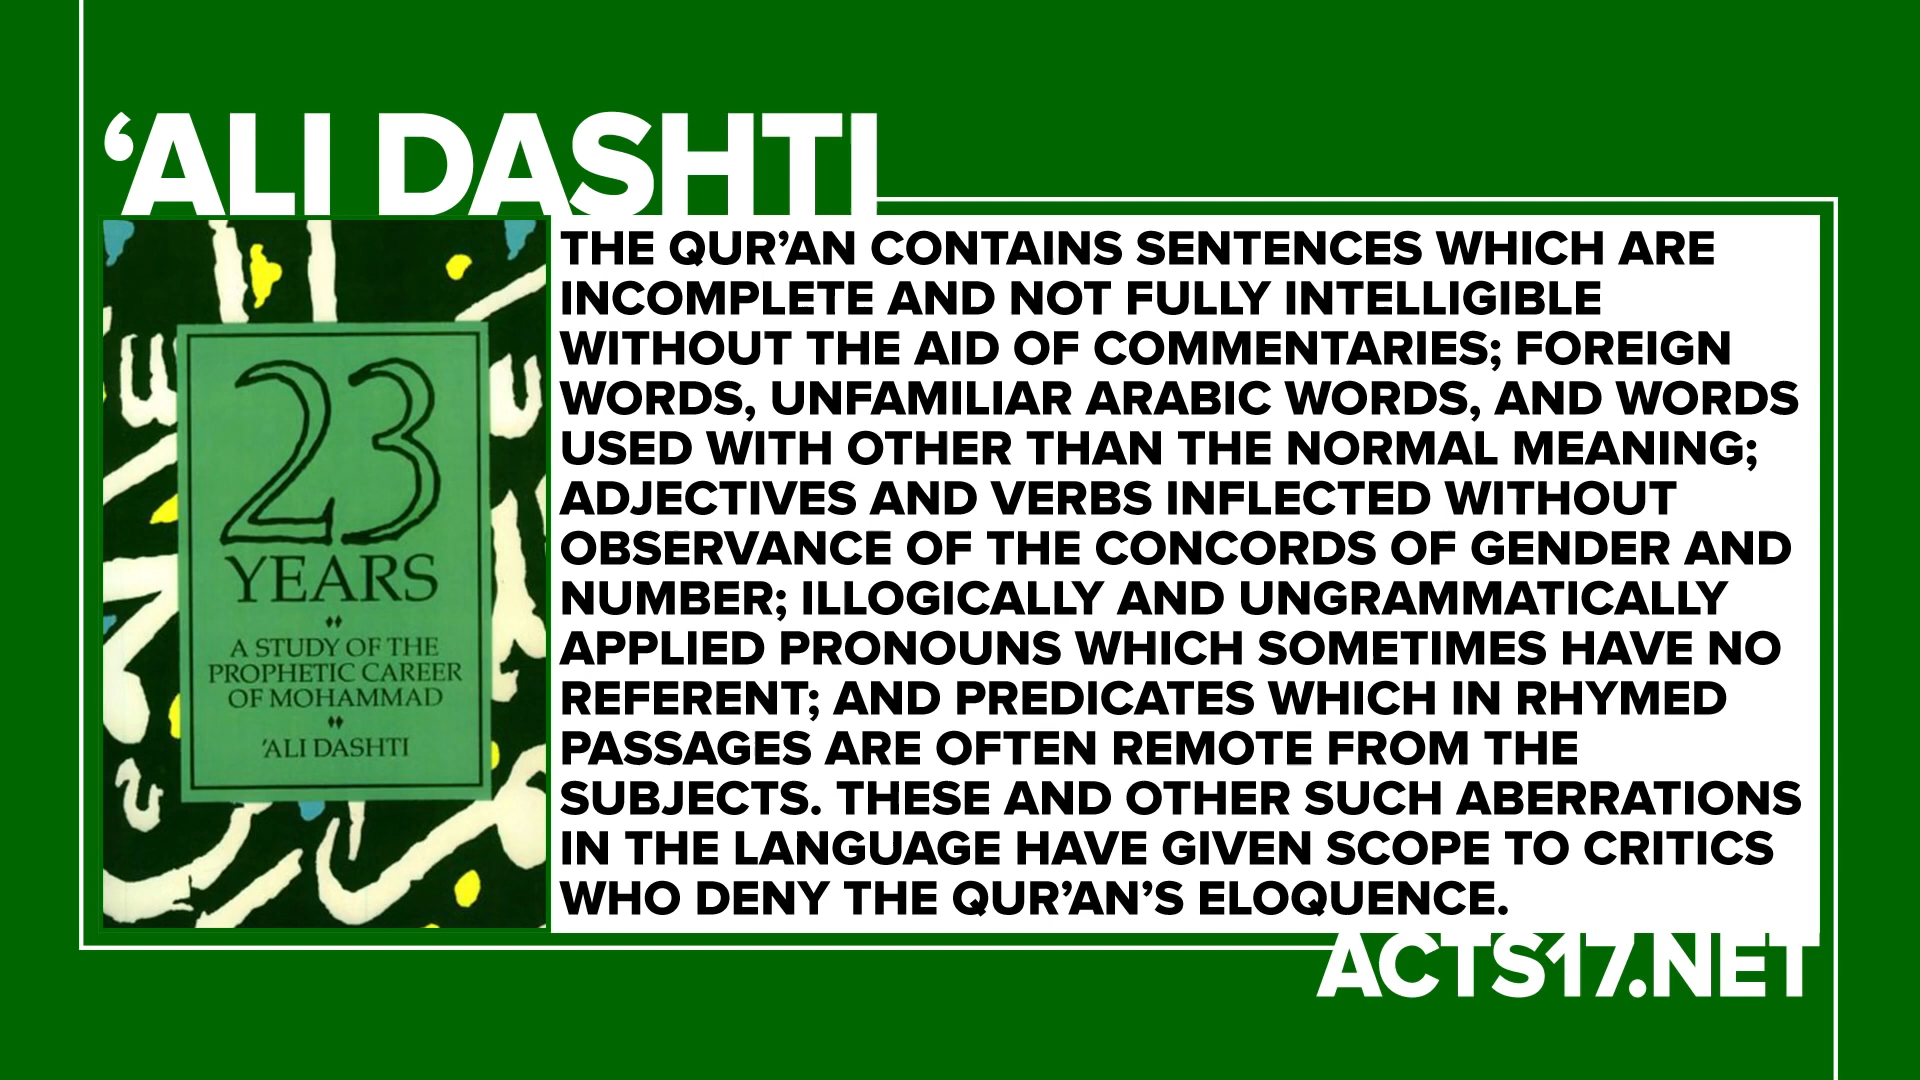 ‘ALI DASHTI
23
YEARS
A STUDY OF THE
PROPHETIC CAREER
OF MOHAMMAD
'ALI DASHTI
THE QUR’AN CONTAINS SENTENCES WHICH ARE
INCOMPLETE AND NOT FULLY INTELLIGIBLE
WITHOUT THE AID OF COMMENTARIES; FOREIGN
WORDS, UNFAMILIAR ARABIC WORDS, AND WORDS
USED WITH OTHER THAN THE NORMAL MEANING;
ADJECTIVES AND VERBS INFLECTED WITHOUT
OBSERVANCE OF THE CONCORDS OF GENDER AND
NUMBER; ILLOGICALLY AND UNGRAMMATICALLY
APPLIED PRONOUNS WHICH SOMETIMES HAVE NO
REFERENT; AND PREDICATES WHICH IN RHYMED
PASSAGES ARE OFTEN REMOTE FROM THE
SUBJECTS. THESE AND OTHER SUCH ABERRATIONS
IN THE LANGUAGE HAVE GIVEN SCOPE TO CRITICS
WHO DENY THE QUR’AN’S ELOQUENCE.
ACTS17.NET